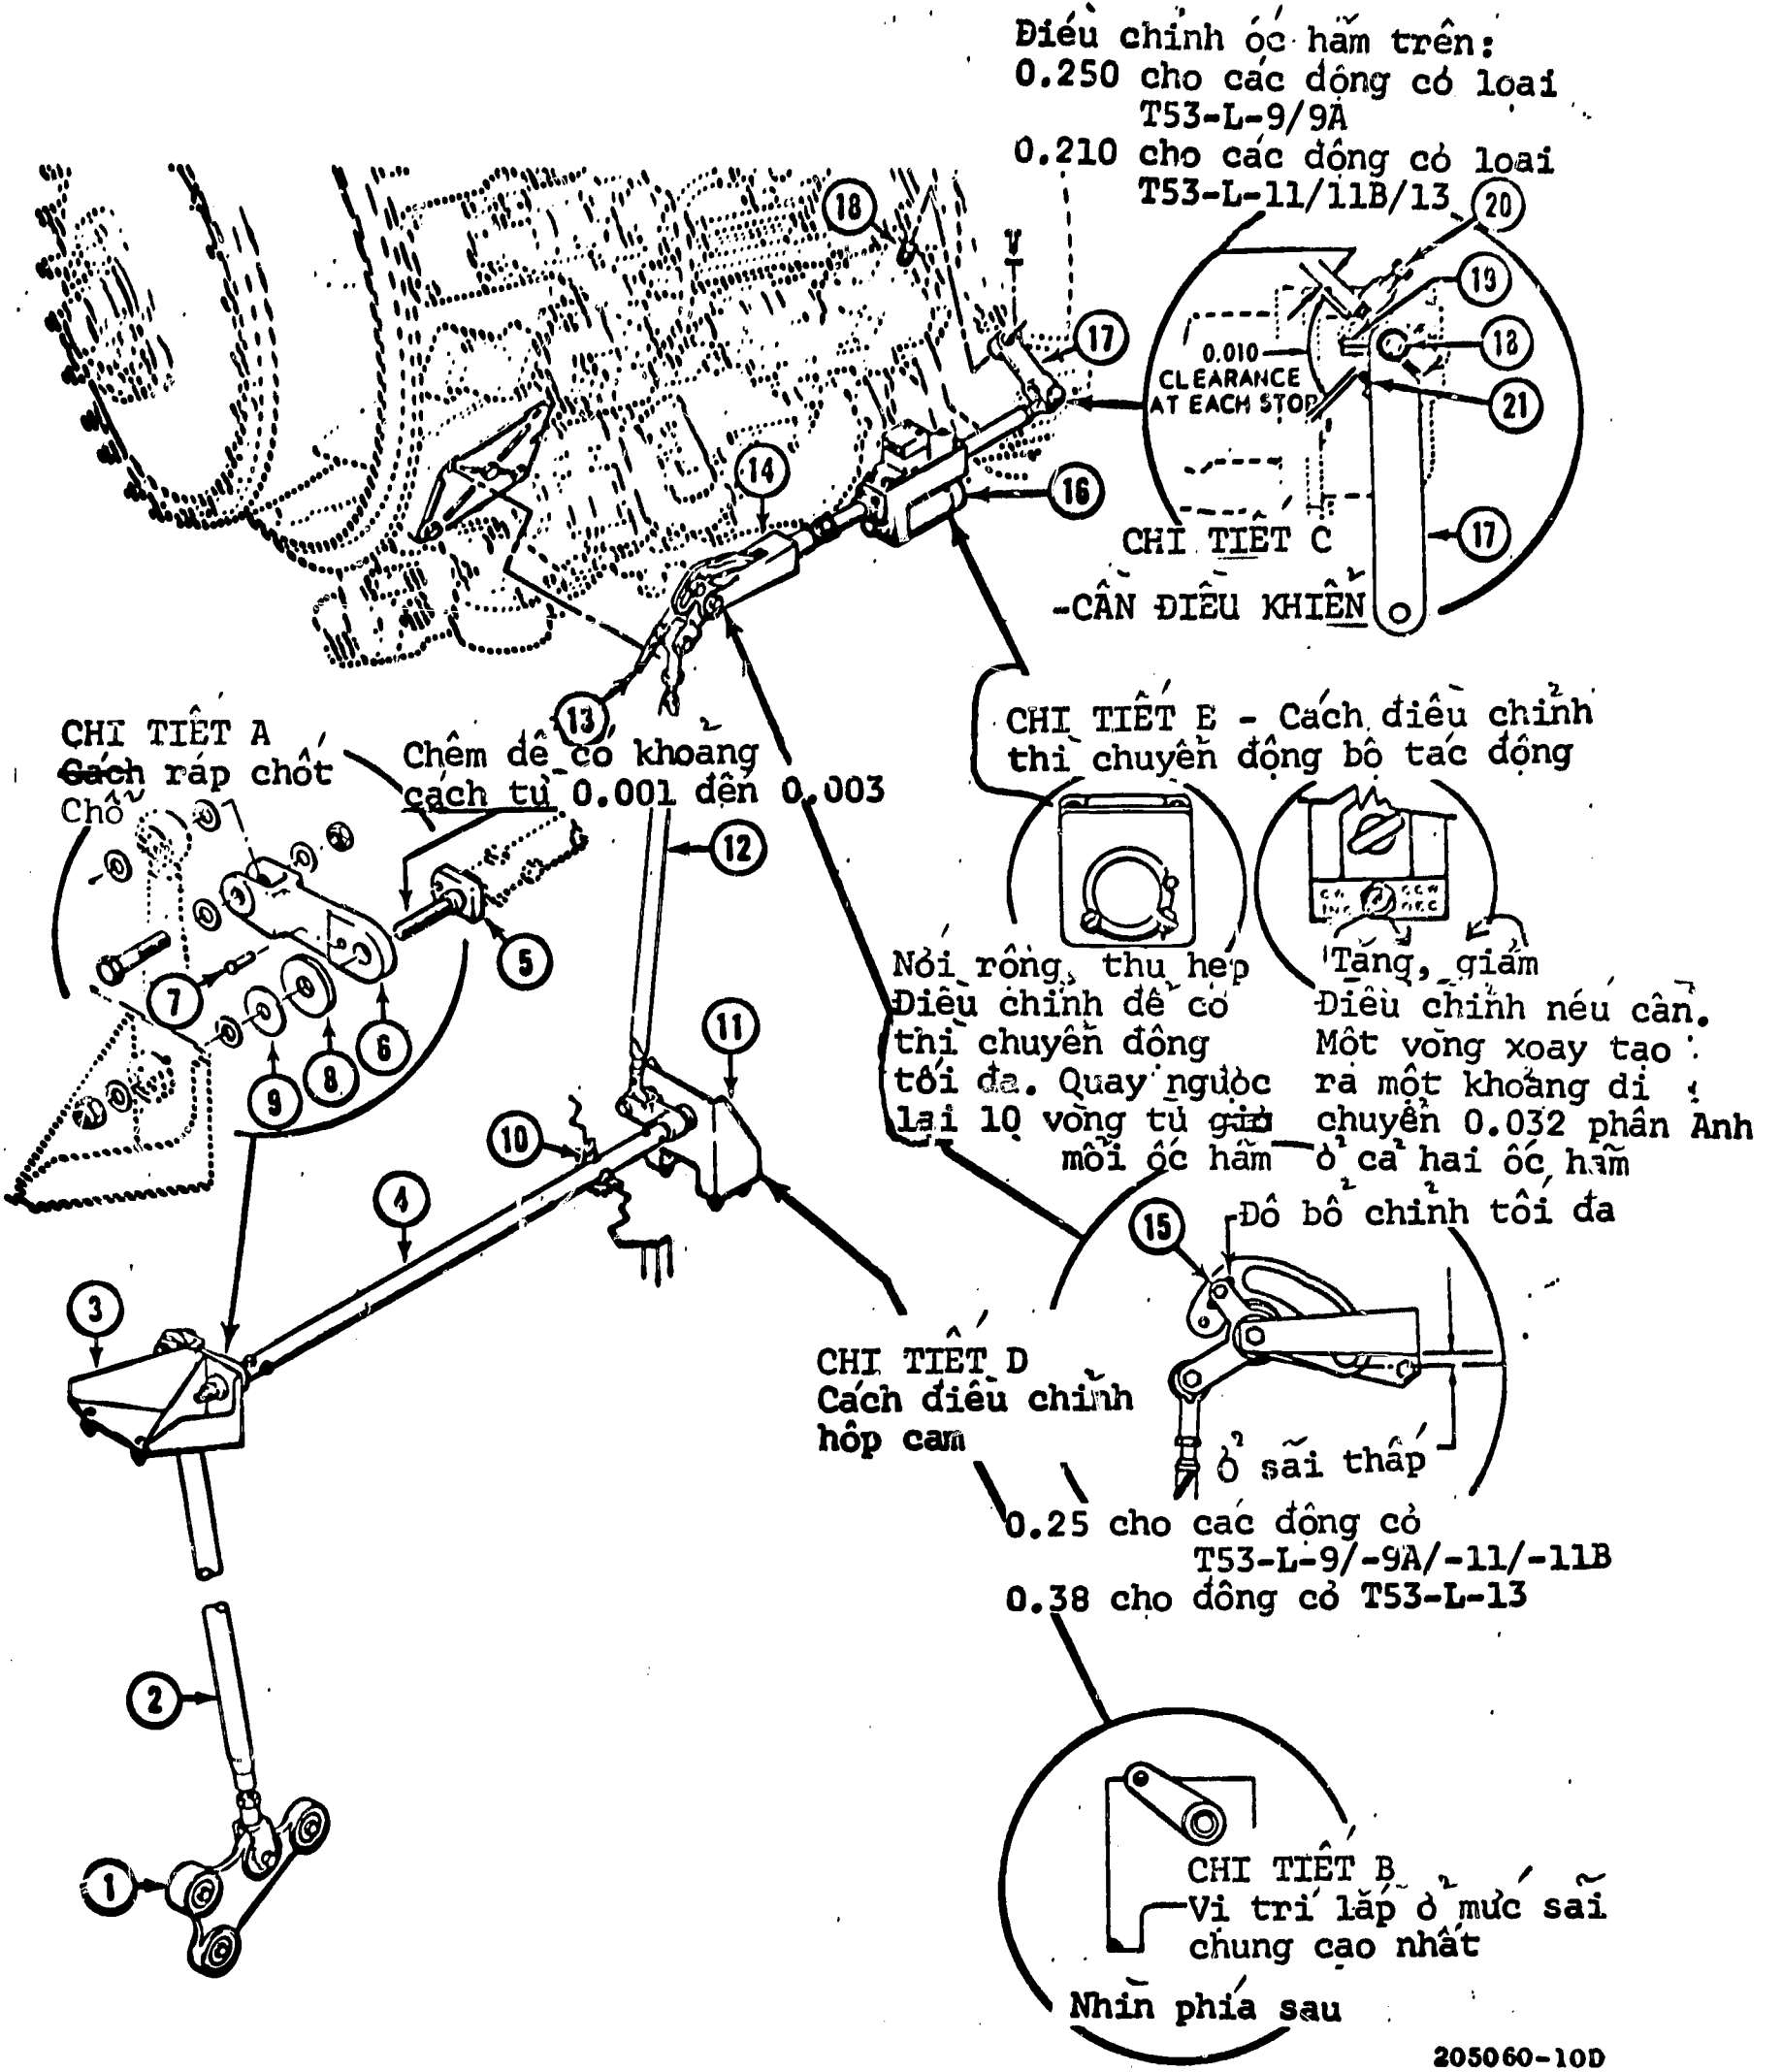 Điều chỉnh ốc hãm trên:
0.250 cho các động cơ loại
T53-L-9/9A
0.210 cho các động cơ loại
T53-L-11/11B/13
20
19
18
18
17
0.010
CLEARANCE
AT EACH STOP
21
14
16
CHI TIẾT C
17
-CẦN ĐIỀU KHIỂN
13
CHI TIẾT A
Cách ráp chốt
Chỗ
Chêm để có khoảng
cách từ 0.001 đến 0.003
CHI TIẾT E - Cách điều chỉnh
thì chuyển động bộ tác động
12
5
7
6
8
9
CW
INC
CCW
DEC
Nới rộng, thu hẹp
Điều chỉnh để có
thì chuyển động
tối đa. Quay ngược
lại 10 vòng từ giờ
mỗi ốc hãm
Tăng, giảm
Điều chỉnh nếu cần.
Một vòng xoay tạo
ra một khoảng di
chuyển 0.032 phân Anh
ở cả hai ốc hãm
11
10
4
3
15
Độ bổ chỉnh tối đa
CHI TIẾT D
Cách điều chỉnh
hộp cam
ở sãi thấp
0.25 cho các động cơ
T53-L-9/-9A/-11/-11B
0.38 cho động cơ T53-L-13
2
1
CHI TIẾT B
Vị trí lắp ở mức sãi
chung cao nhất
Nhìn phía sau
205060-10D